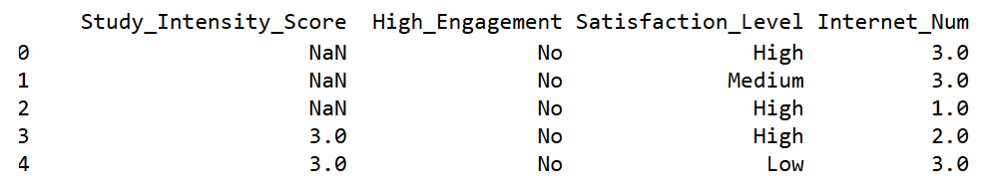 Study_Intensity_Score High_Engagement Satisfaction_Level Internet_Num
0 NaN No High 3.0
1 NaN No Medium 3.0
2 NaN No High 1.0
3 3.0 No High 2.0
4 3.0 No Low 3.0